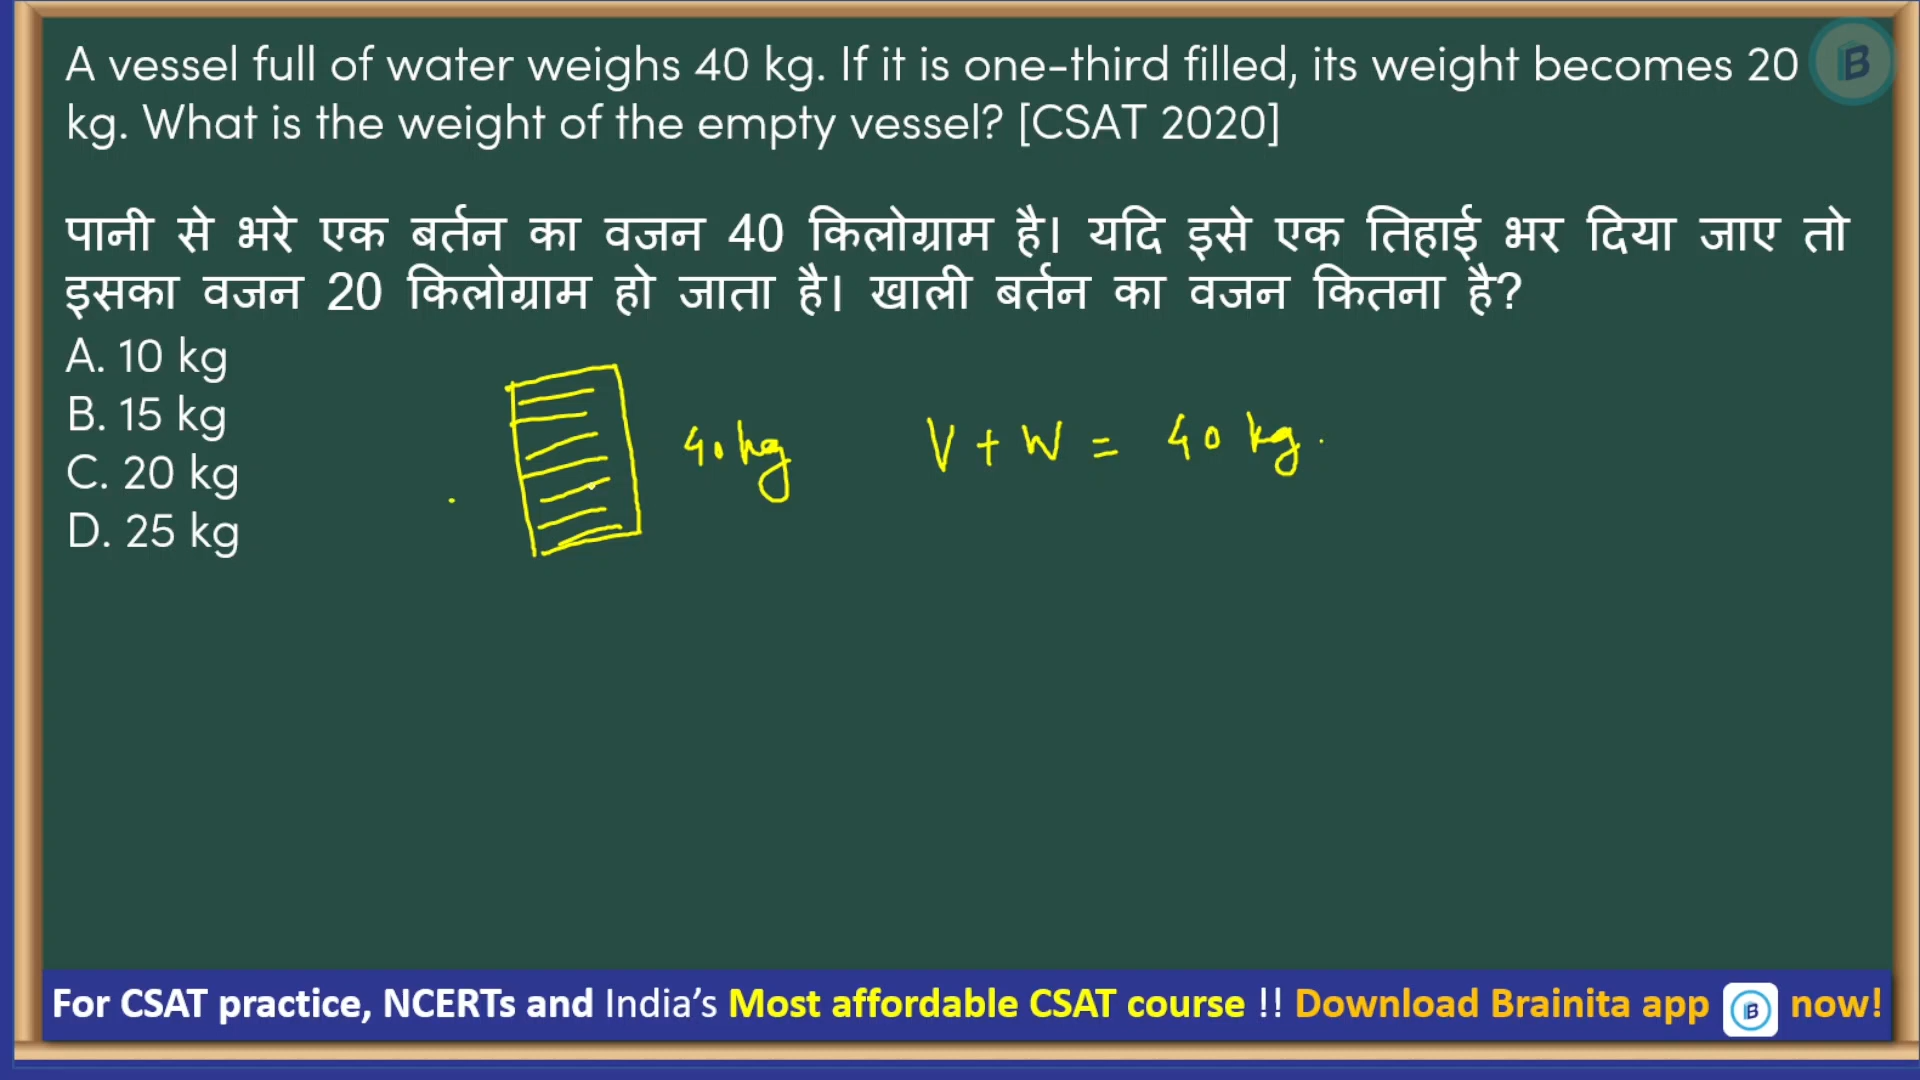 A vessel full of water weighs 40 kg. If it is one-third filled, its weight becomes 20
kg. What is the weight of the empty vessel? [CSAT 2020]
पानी से भरे एक बर्तन का वजन 40 किलोग्राम है। यदि इसे एक तिहाई भर दिया जाए तो
इसका वजन 20 किलोग्राम हो जाता है। खाली बर्तन का वजन कितना है?
A. 10 kg
B. 15 kg
C. 20 kg
D. 25 kg
40 kg V + W = 40 kg.
For CSAT practice, NCERTs and India's Most affordable CSAT course !! Download Brainita app B now!
B